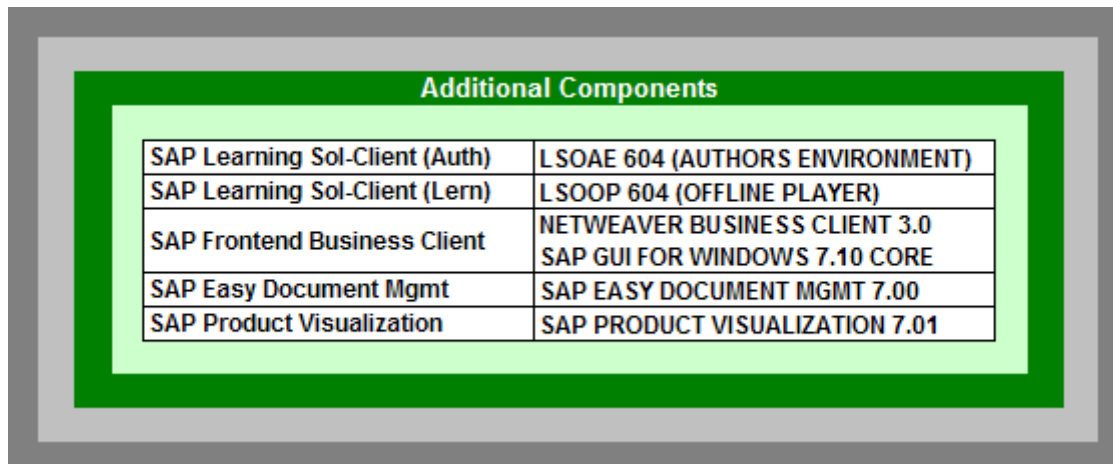 Additional Components
SAP Learning Sol-Client (Auth) LSOAE 604 (AUTHORS ENVIRONMENT)
SAP Learning Sol-Client (Lern) LSOOP 604 (OFFLINE PLAYER)
SAP Frontend Business Client NETWEAVER BUSINESS CLIENT 3.0
SAP GUI FOR WINDOWS 7.10 CORE
SAP Easy Document Mgmt SAP EASY DOCUMENT MGMT 7.00
SAP Product Visualization SAP PRODUCT VISUALIZATION 7.01